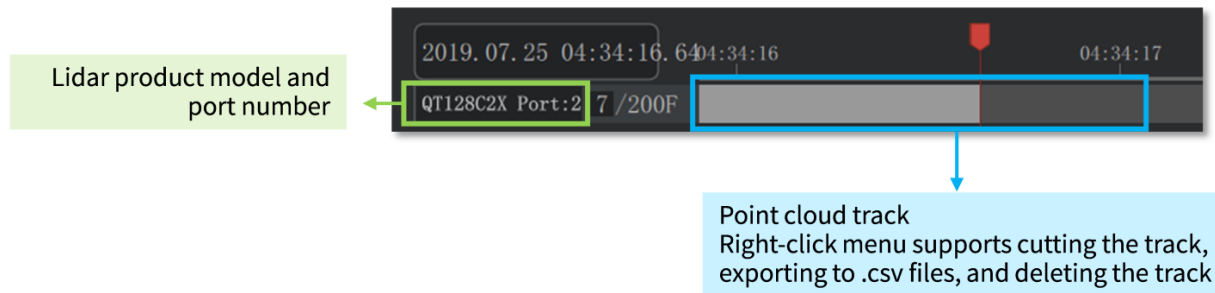 2019.07.25 04:34:16.64
04:34:16
04:34:17
Lidar product model and
port number
QT128C2X Port:2
7 /200F
Point cloud track
Right-click menu supports cutting the track,
exporting to .csv files, and deleting the track